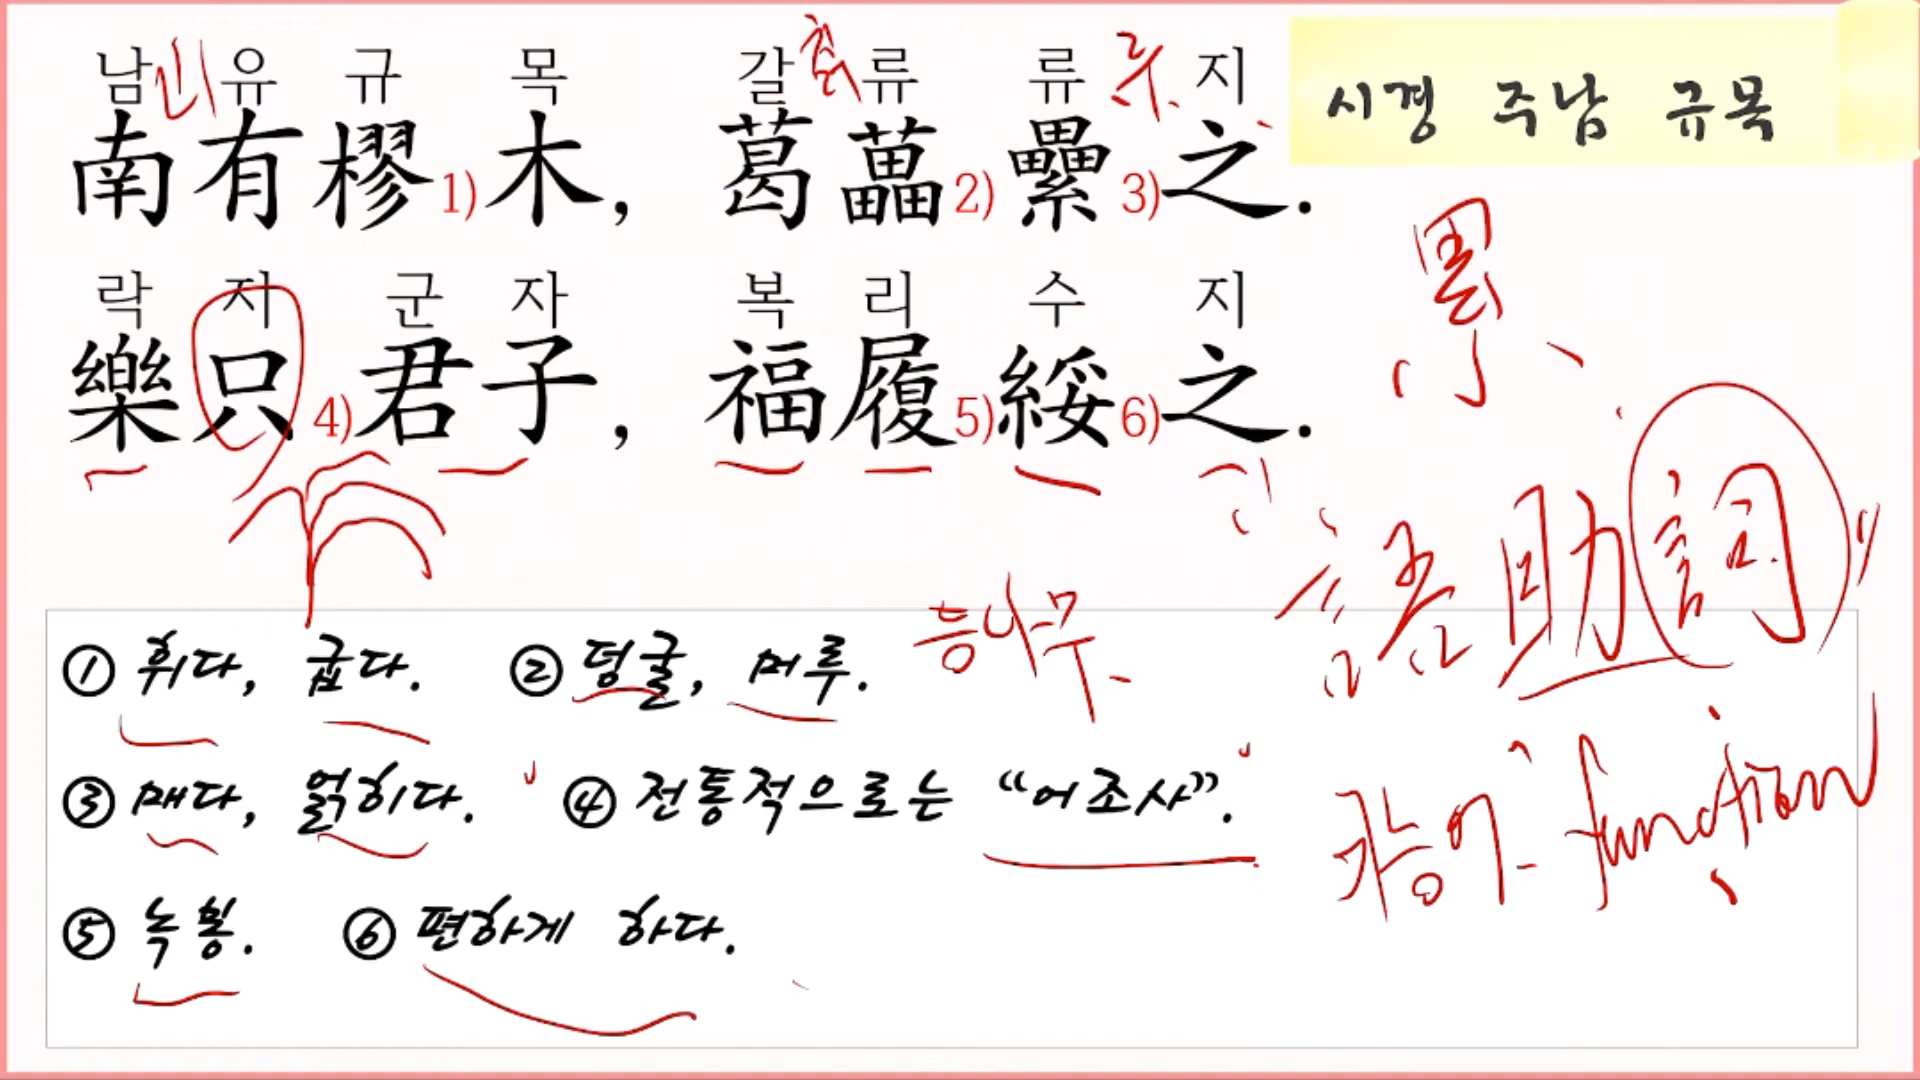 남 유 규 목 갈 류 류 지
南有樛1)木, 葛藟2)纍3)之.
시경 주남 규목
락 지 군 자 복 리 수 지
樂只4)君子, 福履5)綏6)之.
累
語助詞
등나무
① 휘다, 굽다. ② 덩굴, 머루.
③ 매다, 얽히다. ④ 전통적으로는 “어조사”.
function
⑤ 녹봉. ⑥ 편하게 하다.